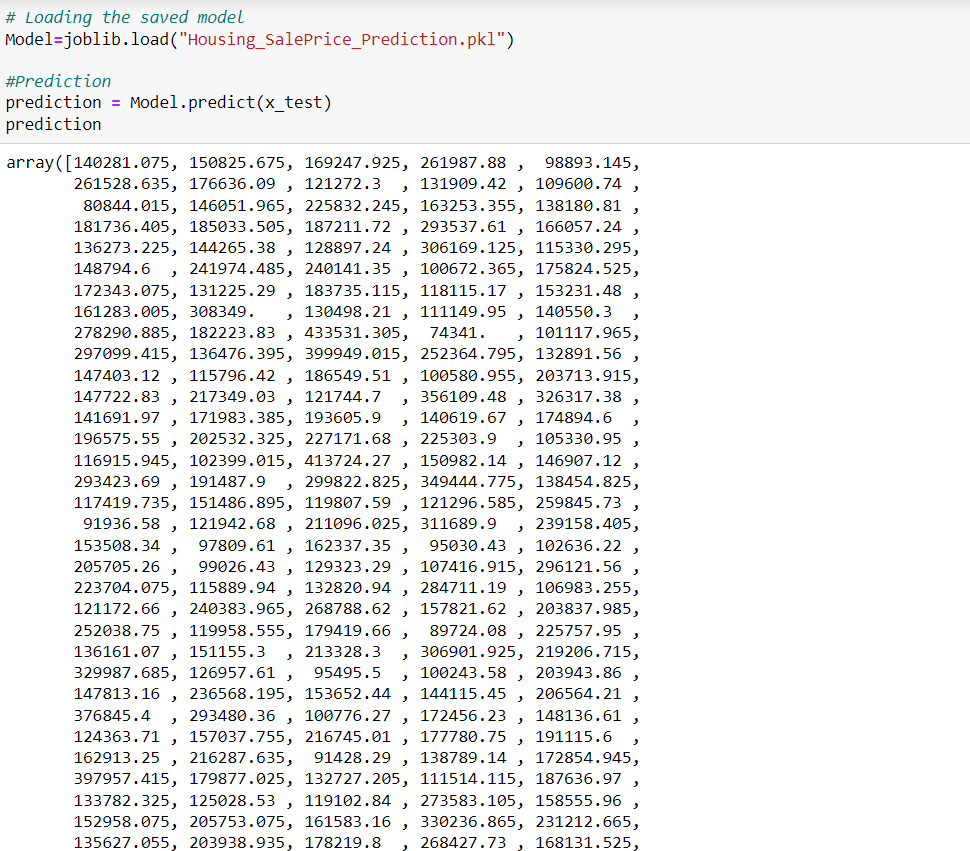 # Loading the saved model
Model=joblib.load("Housing_SalePrice_Prediction.pkl")
#Prediction
prediction = Model.predict(x_test)
prediction
array([140281.075, 150825.675, 169247.925, 261987.88 ,  98893.145,
       261528.635, 176636.09 , 121272.3  , 131909.42 , 109600.74 ,
        80844.015, 146051.965, 225832.245, 163253.355, 138180.81 ,
       181736.405, 185033.505, 187211.72 , 293537.61 , 166057.24 ,
       136273.225, 144265.38 , 128897.24 , 306169.125, 115330.295,
       148794.6  , 241974.485, 240141.35 , 100672.365, 175824.525,
       172343.075, 131225.29 , 183735.115, 118115.17 , 153231.48 ,
       161283.005, 308349.   , 130498.21 , 111149.95 , 140550.3  ,
       278290.885, 182223.83 , 433531.305,  74341.   , 101117.965,
       297099.415, 136476.395, 399949.015, 252364.795, 132891.56 ,
       147403.12 , 115796.42 , 186549.51 , 100580.955, 203713.915,
       147722.83 , 217349.03 , 121744.7  , 356109.48 , 326317.38 ,
       141691.97 , 171983.385, 193605.9  , 140619.67 , 174894.6  ,
       196575.55 , 202532.325, 227171.68 , 225303.9  , 105330.95 ,
       116915.945, 102399.015, 413724.27 , 150982.14 , 146907.12 ,
       293423.69 , 191487.9  , 299822.825, 349444.775, 138454.825,
       117419.735, 151486.895, 119807.59 , 121296.585, 259845.73 ,
        91936.58 , 121942.68 , 211096.025, 311689.9  , 239158.405,
       153508.34 ,  97809.61 , 162337.35 ,  95030.43 , 102636.22 ,
       205705.26 ,  99026.43 , 129323.29 , 107416.915, 296121.56 ,
       223704.075, 115889.94 , 132820.94 , 284711.19 , 106983.255,
       121172.66 , 240383.965, 268788.62 , 157821.62 , 203837.985,
       252038.75 , 119958.555, 179419.66 ,  89724.08 , 225757.95 ,
       136161.07 , 151155.3  , 213328.3  , 306901.925, 219206.715,
       329987.685, 126957.61 ,  95495.5  , 100243.58 , 203943.86 ,
       147813.16 , 236568.195, 153652.44 , 144115.45 , 206564.21 ,
       376845.4  , 293480.36 , 100776.27 , 172456.23 , 148136.61 ,
       124363.71 , 157037.755, 216745.01 , 177780.75 , 191115.6  ,
       162913.25 , 216287.635,  91428.29 , 138789.14 , 172854.945,
       397957.415, 179877.025, 132727.205, 111514.115, 187636.97 ,
       133782.325, 125028.53 , 119102.84 , 273583.105, 158555.96 ,
       152958.075, 205753.075, 161583.16 , 330236.865, 231212.665,
       135627.055, 203938.935, 178219.8  , 268427.73 , 168131.525,